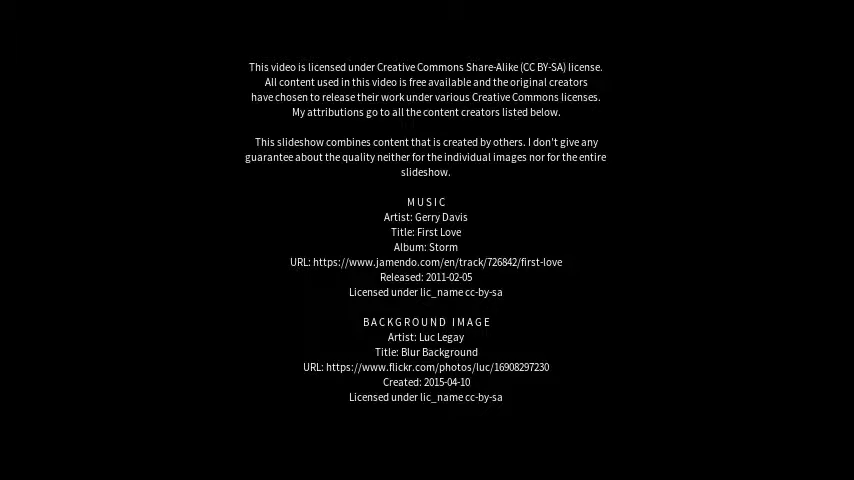 This video is licensed under Creative Commons Share-Alike (CC BY-SA) license.
All content used in this video is free available and the original creators
have chosen to release their work under various Creative Commons licenses.
My attributions go to all the content creators listed below.
This slideshow combines content that is created by others. I don't give any
guarantee about the quality neither for the individual images nor for the entire
slideshow.
MUSIC
Artist: Gerry Davis
Title: First Love
Album: Storm
URL: https://www.jamendo.com/en/track/726842/first-love
Released: 2011-02-05
Licensed under lic_name cc-by-sa
BACKGROUND IMAGE
Artist: Luc Legay
Title: Blur Background
URL: https://www.flickr.com/photos/luc/16908297230
Created: 2015-04-10
Licensed under lic_name cc-by-sa